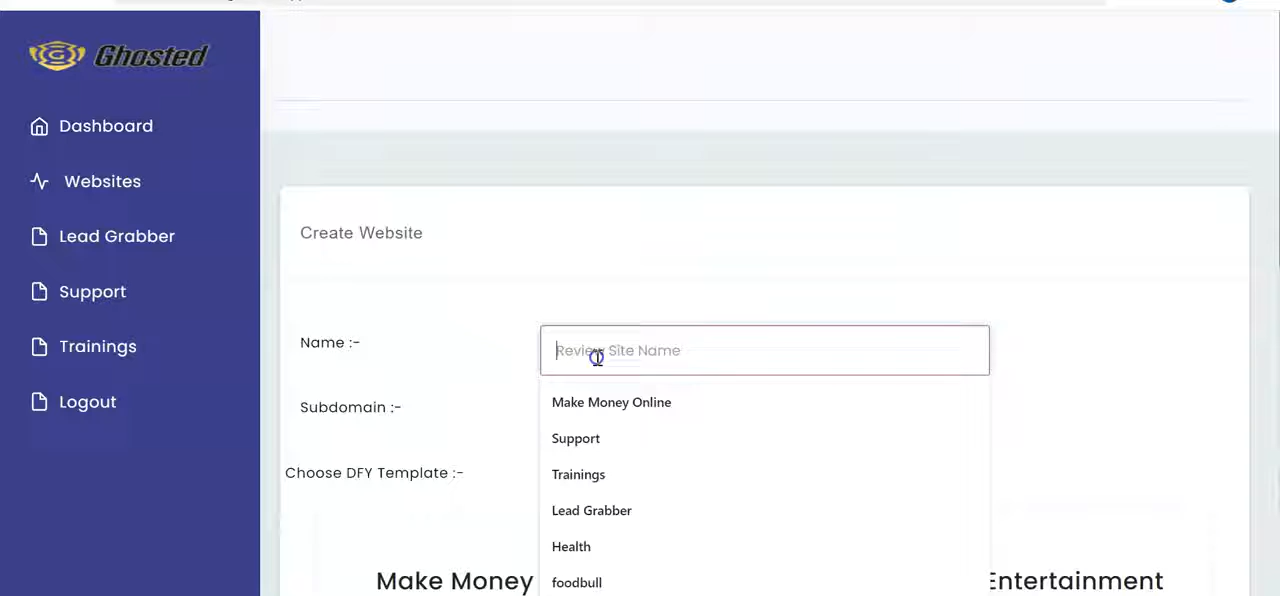 Ghosted
Dashboard
Websites
Lead Grabber
Support
Trainings
Logout
Create Website
Name :-
Review Site Name
Subdomain :-
Choose DFY Template :-
Make Money Online
Support
Trainings
Lead Grabber
Health
foodbull
Make Money
Entertainment